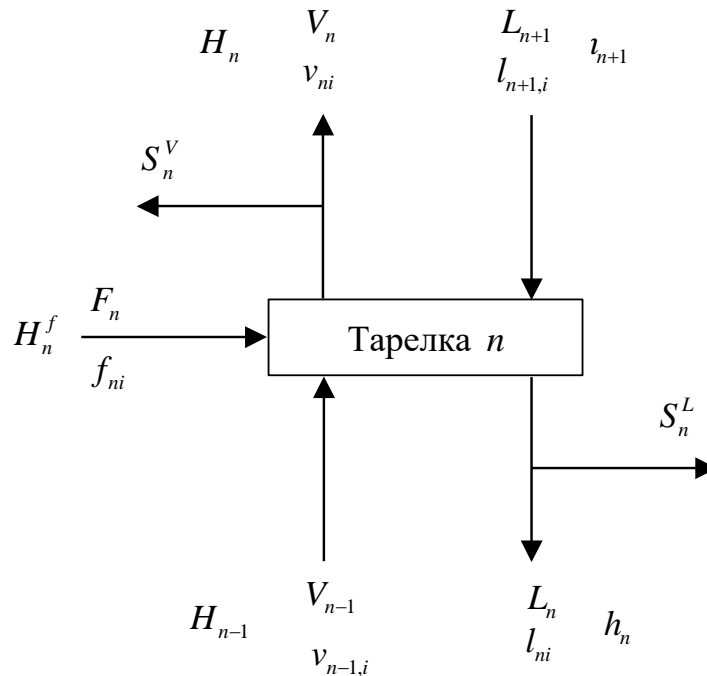 H_n V_n L_{n+1} ı_{n+1}
v_{ni} l_{n+1,i}
S_n^V
F_n
H_n^f
f_{ni}
Тарелка n
S_n^L
V_{n-1} L_n
H_{n-1} h_n
v_{n-1,i} l_{ni}